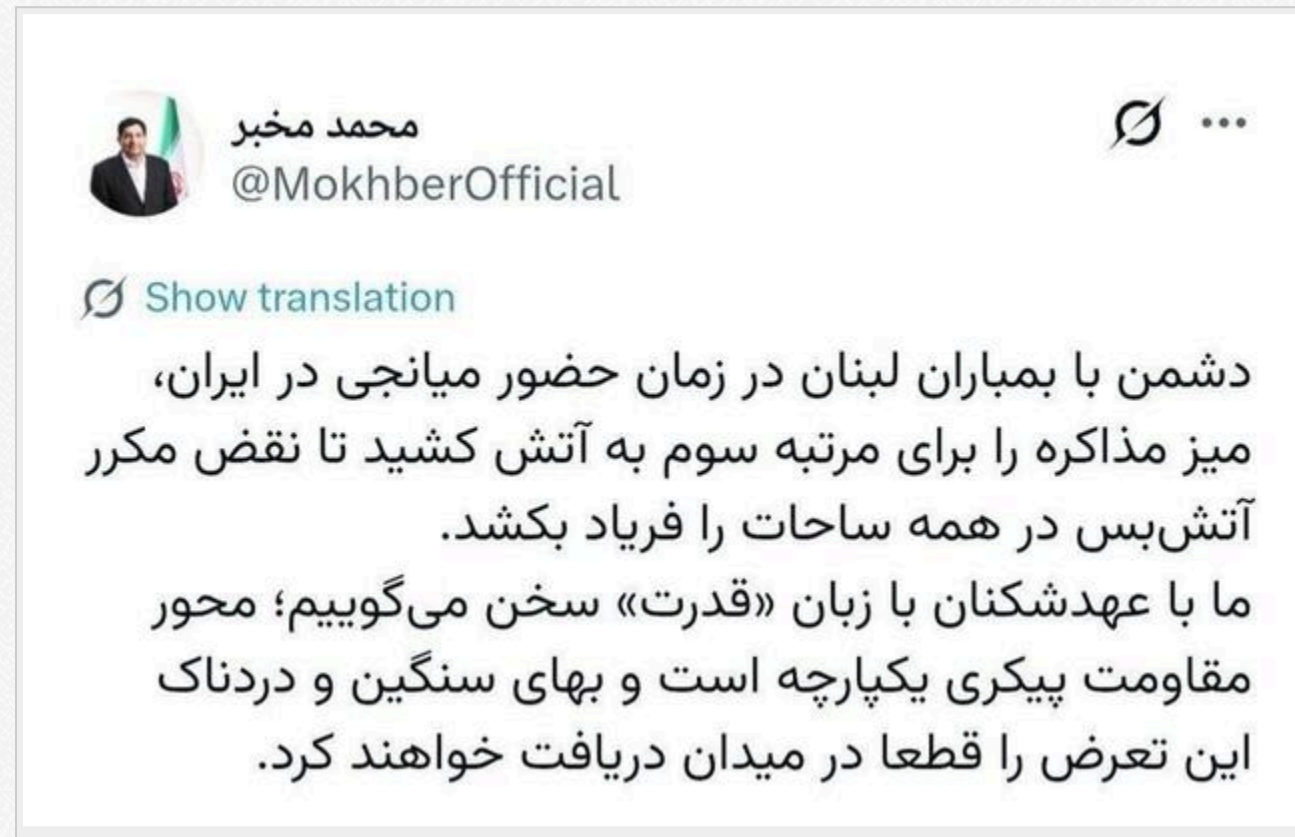 محمد مخبر
@MokhberOfficial
Show translation
دشمن با بمباران لبنان در زمان حضور میانجی در ایران،
میز مذاکره را برای مرتبه سوم به آتش کشید تا نقض مکرر
آتش‌بس در همه ساحات را فریاد بکشد.
ما با عهدشکنان با زبان «قدرت» سخن می‌گوییم؛ محور
مقاومت پیکری یکپارچه است و بهای سنگین و دردناک
این تعرض را قطعا در میدان دریافت خواهند کرد.